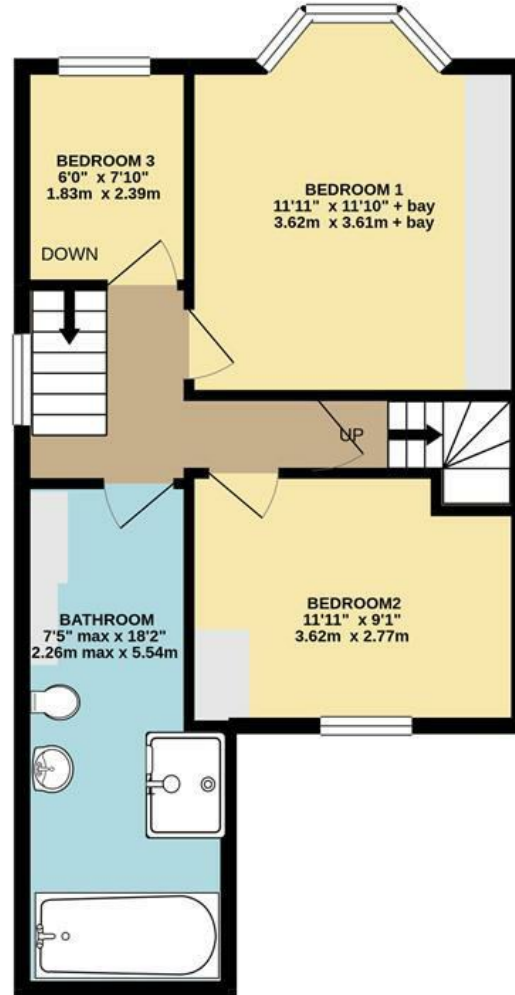 BEDROOM 3
6'0" x 7'10"
1.83m x 2.39m
BEDROOM 1
11'11" x 11'10" + bay
3.62m x 3.61m + bay
DOWN
UP
BEDROOM2
11'11" x 9'1"
3.62m x 2.77m
BATHROOM
7'5" max x 18'2"
2.26m max x 5.54m